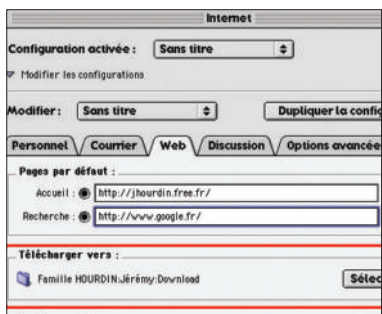 Internet
Configuration activée : Sans titre
Modifier les configurations
Modifier : Sans titre Dupliquer la config
Personnel Courrier Web Discussion Options avancée
Pages par défaut :
Accueil : http://jhourdin.free.fr/
Recherche : http://www.google.fr/
Télécharger vers :
Famille HOURDIN:Jérémy:Download Sélec